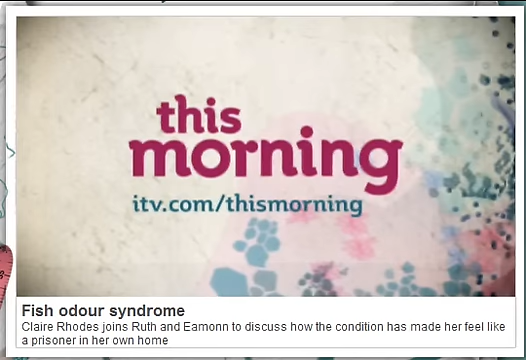 this
morning
itv.com/thismorning
Fish odour syndrome
Claire Rhodes joins Ruth and Eamonn to discuss how the condition has made her feel like
a prisoner in her own home